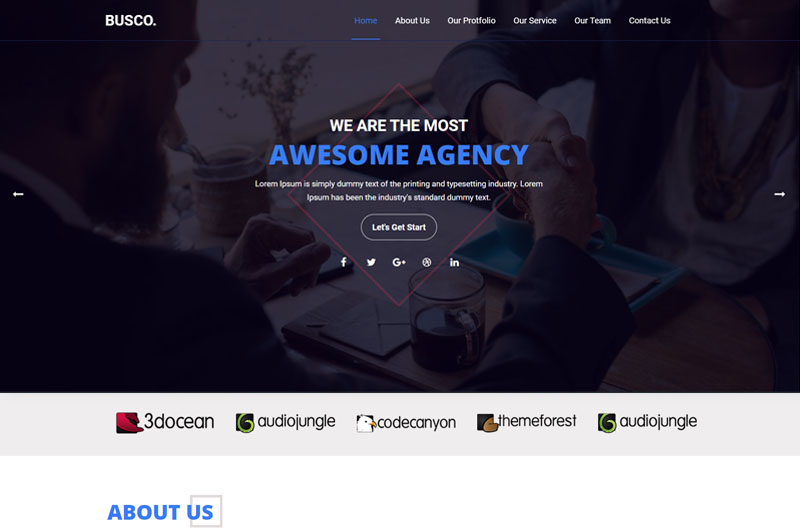 BUSCO.
Home About Us Our Protfolio Our Service Our Team Contact Us
WE ARE THE MOST
AWESOME AGENCY
Lorem Ipsum is simply dummy text of the printing and typesetting industry. Lorem
Ipsum has been the industry's standard dummy text.
Let's Get Start
3docean audiojungle codecanyon themeforest audiojungle
ABOUT US